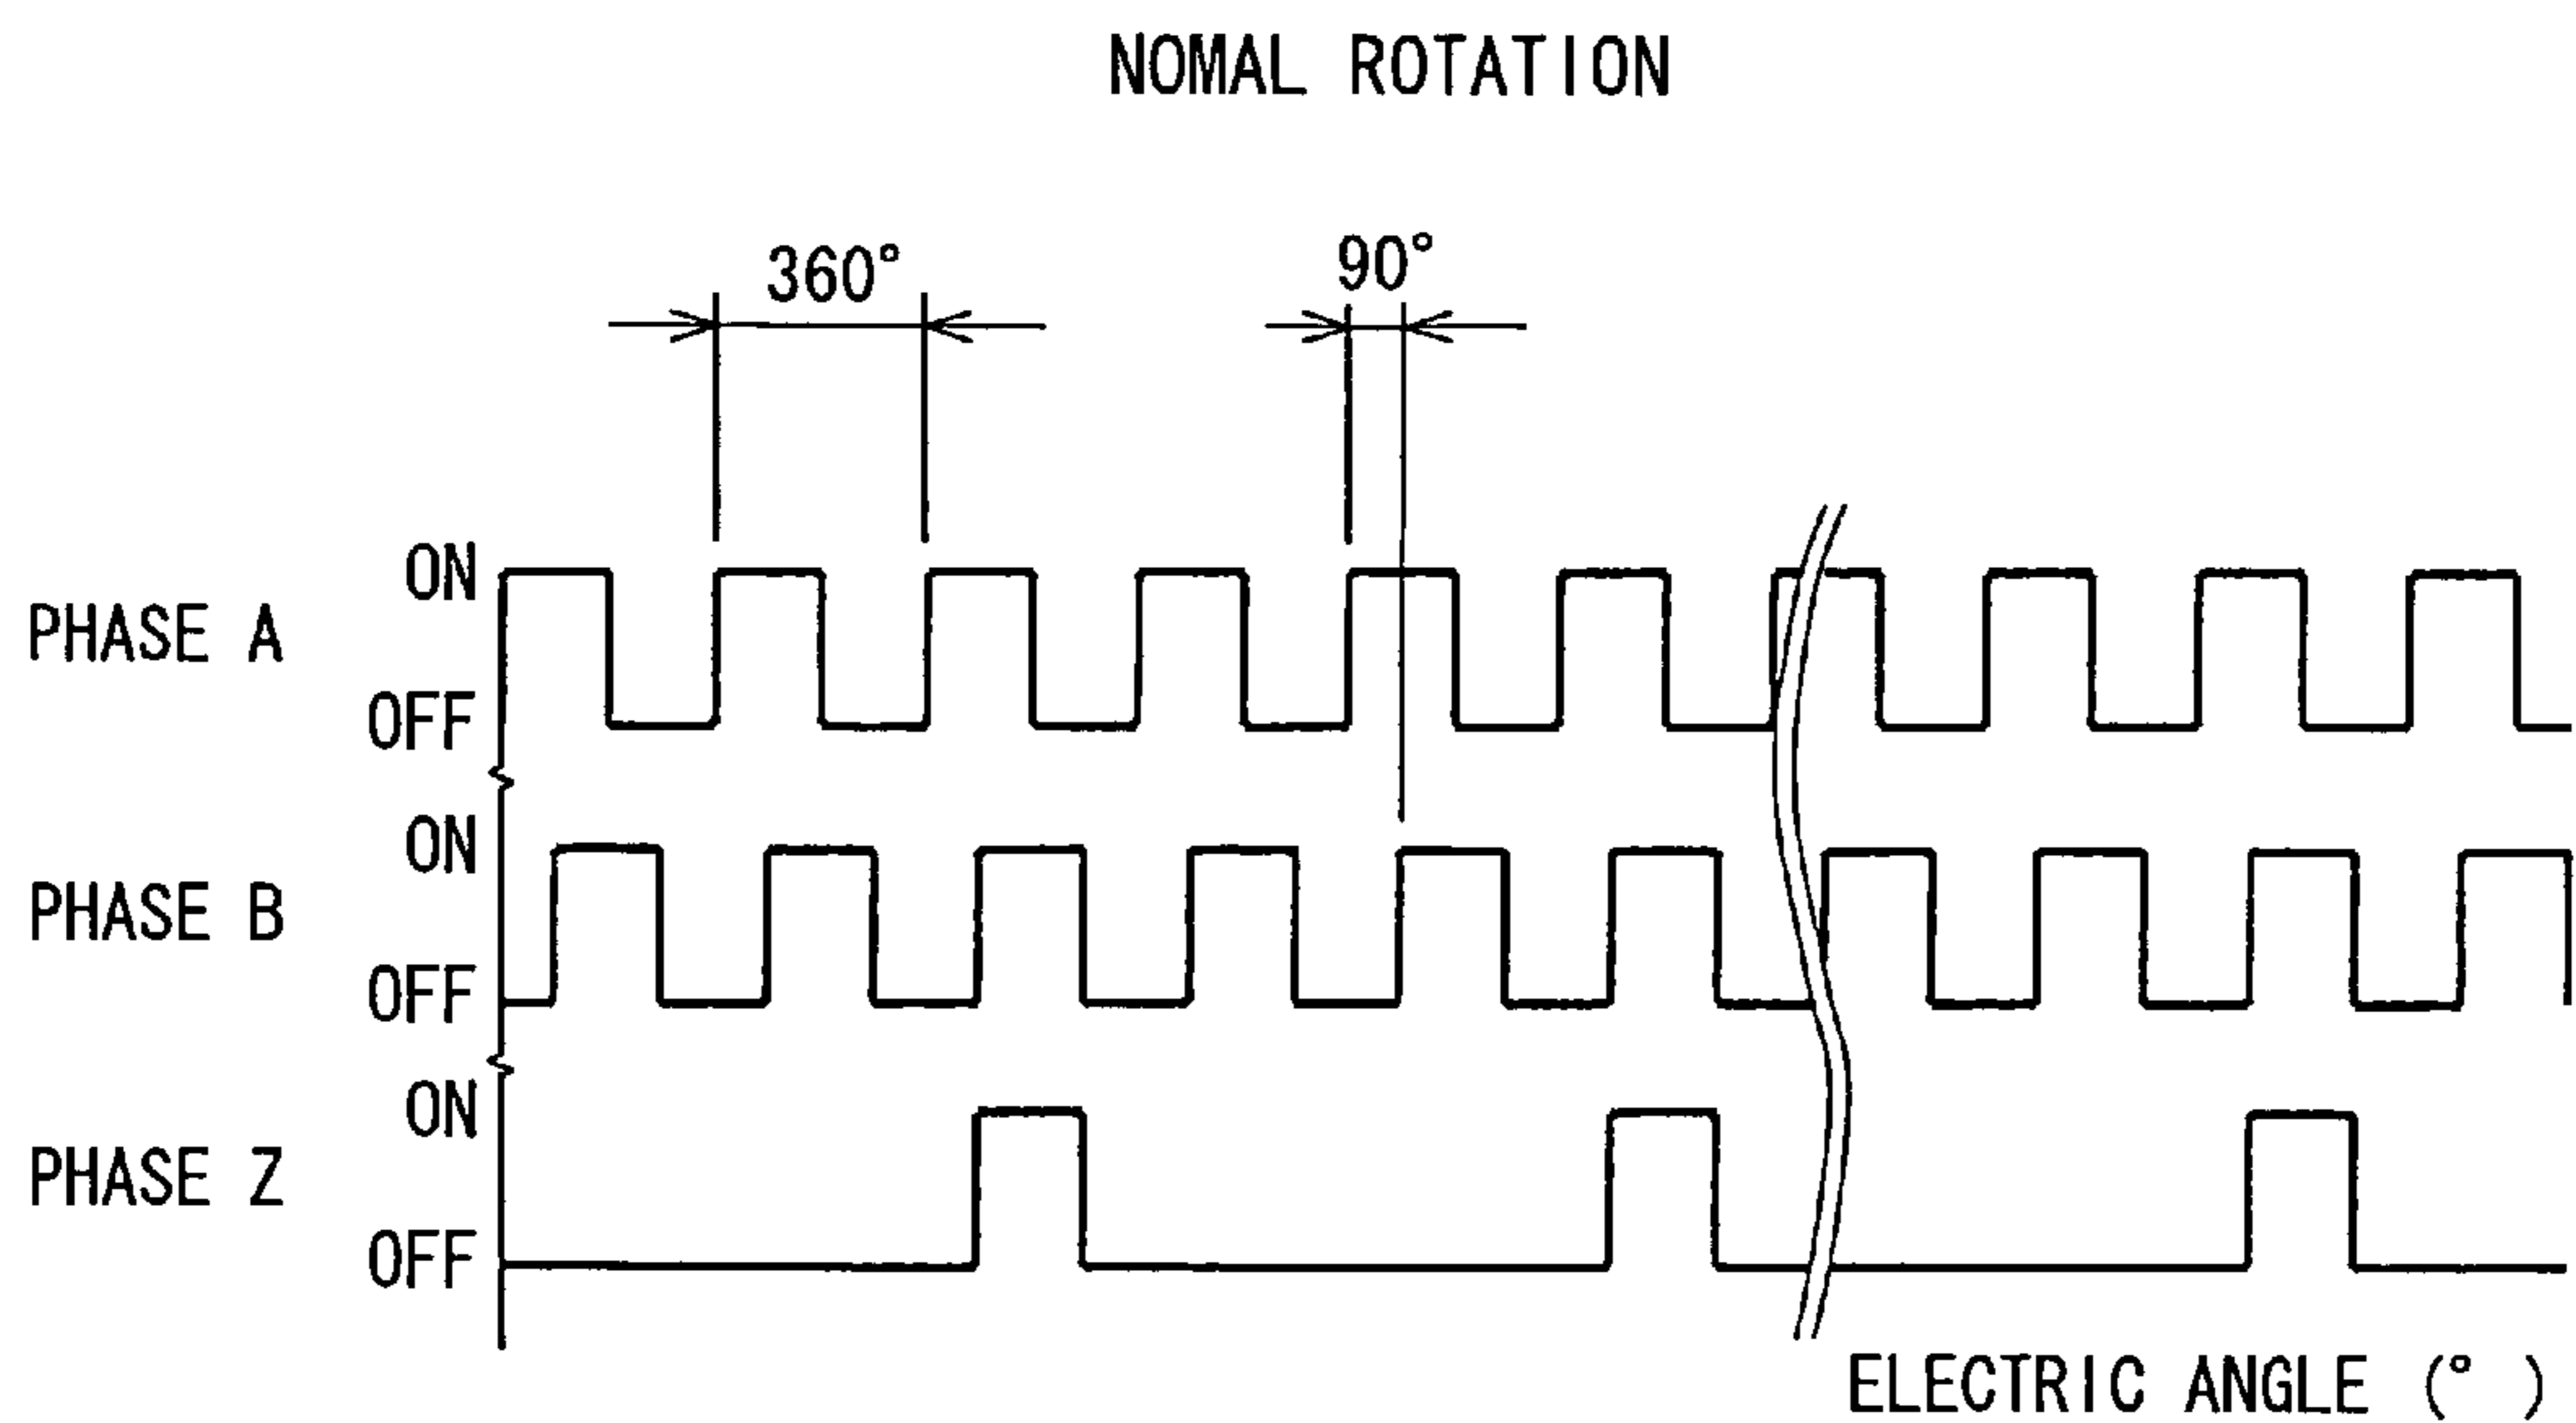 NOMAL ROTATION
360°
90°
ON
PHASE A
OFF
ON
PHASE B
OFF
ON
PHASE Z
OFF
ELECTRIC ANGLE (° )